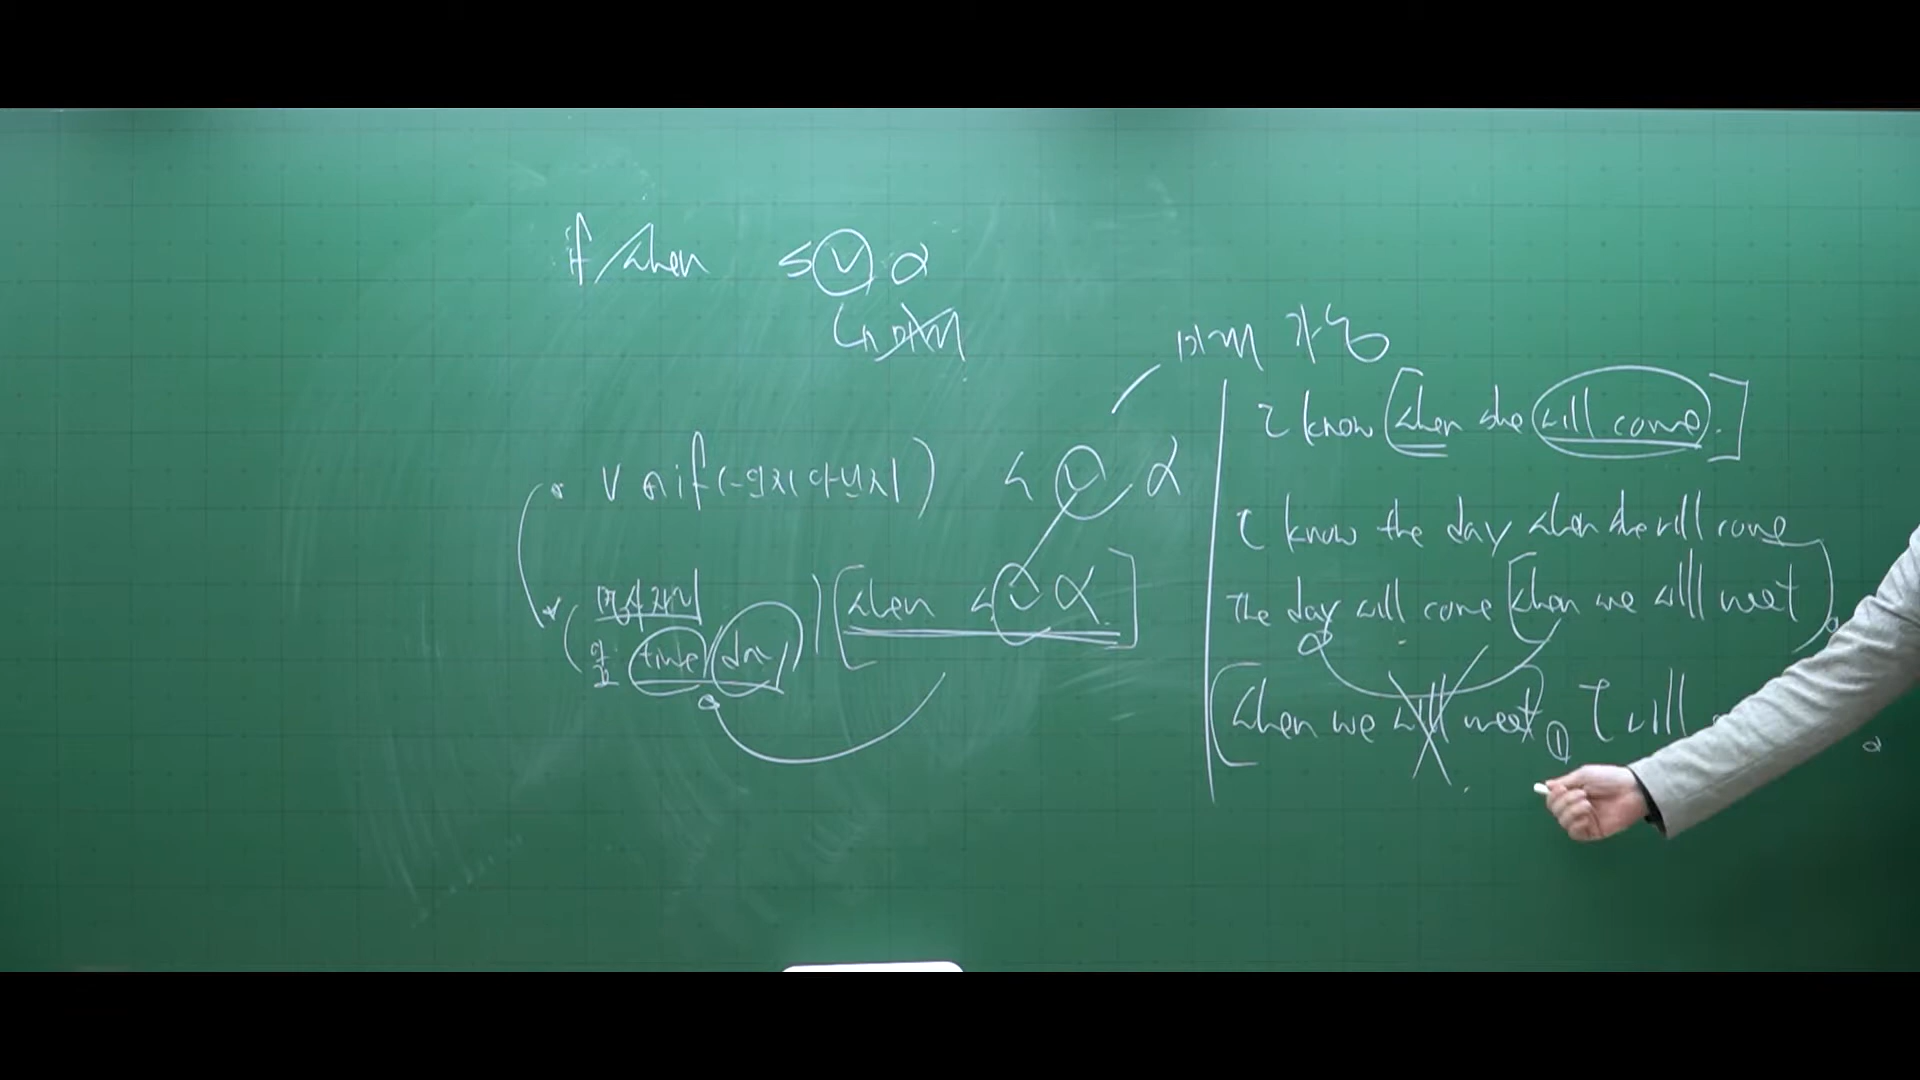 if/when S V α
미래
미래 가능
V if(-인지 아닌지) S V α
명사자리
time/day when S V α
I know [when she will come.]
I know the day when she will come
The day will come [when we will meet]
[when we will meet] ① I will